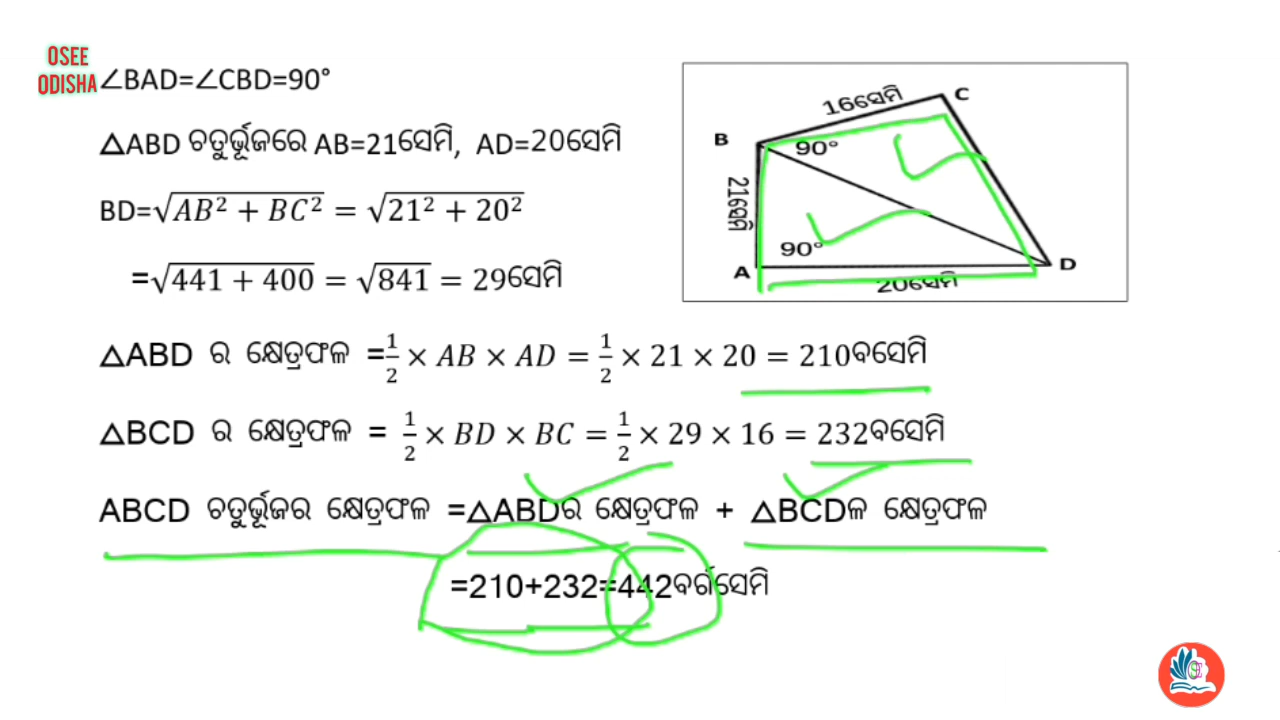 OSEE
ODISHA
∠BAD=∠CBD=90°
△ABD ଚତୁର୍ଭୂଜରେ AB=21ସେମି, AD=20ସେମି
BD=√(AB² + BC²) = √(21² + 20²)
=√(441 + 400) = √841 = 29ସେମି
△ABD ର କ୍ଷେତ୍ରଫଳ =1/2 × AB × AD = 1/2 × 21 × 20 = 210ବସେମି
△BCD ର କ୍ଷେତ୍ରଫଳ = 1/2 × BD × BC = 1/2 × 29 × 16 = 232ବସେମି
ABCD ଚତୁର୍ଭୂଜର କ୍ଷେତ୍ରଫଳ =△ABDର କ୍ଷେତ୍ରଫଳ + △BCDଳ କ୍ଷେତ୍ରଫଳ
=210+232=442ବର୍ଗସେମି
16ସେମି
C
B
90°
21ସେମି
90°
A
D
20ସେମି